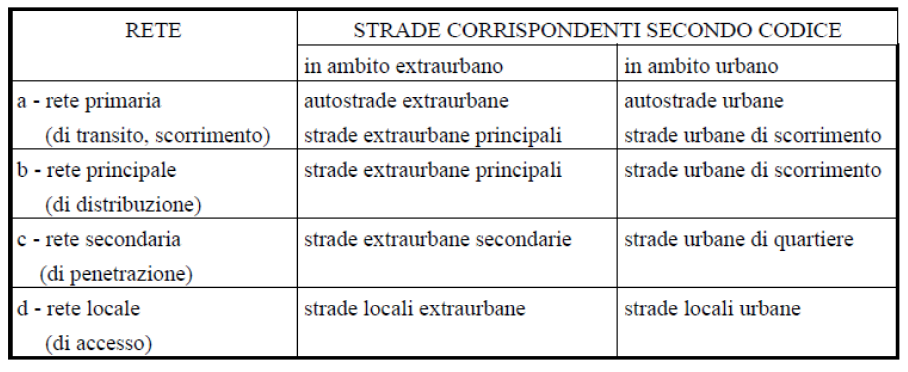 RETE STRADE CORRISPONDENTI SECONDO CODICE
in ambito extraurbano in ambito urbano
a - rete primaria autostrade extraurbane autostrade urbane
(di transito, scorrimento) strade extraurbane principali strade urbane di scorrimento
b - rete principale strade extraurbane principali strade urbane di scorrimento
(di distribuzione)
c - rete secondaria strade extraurbane secondarie strade urbane di quartiere
(di penetrazione)
d - rete locale strade locali extraurbane strade locali urbane
(di accesso)